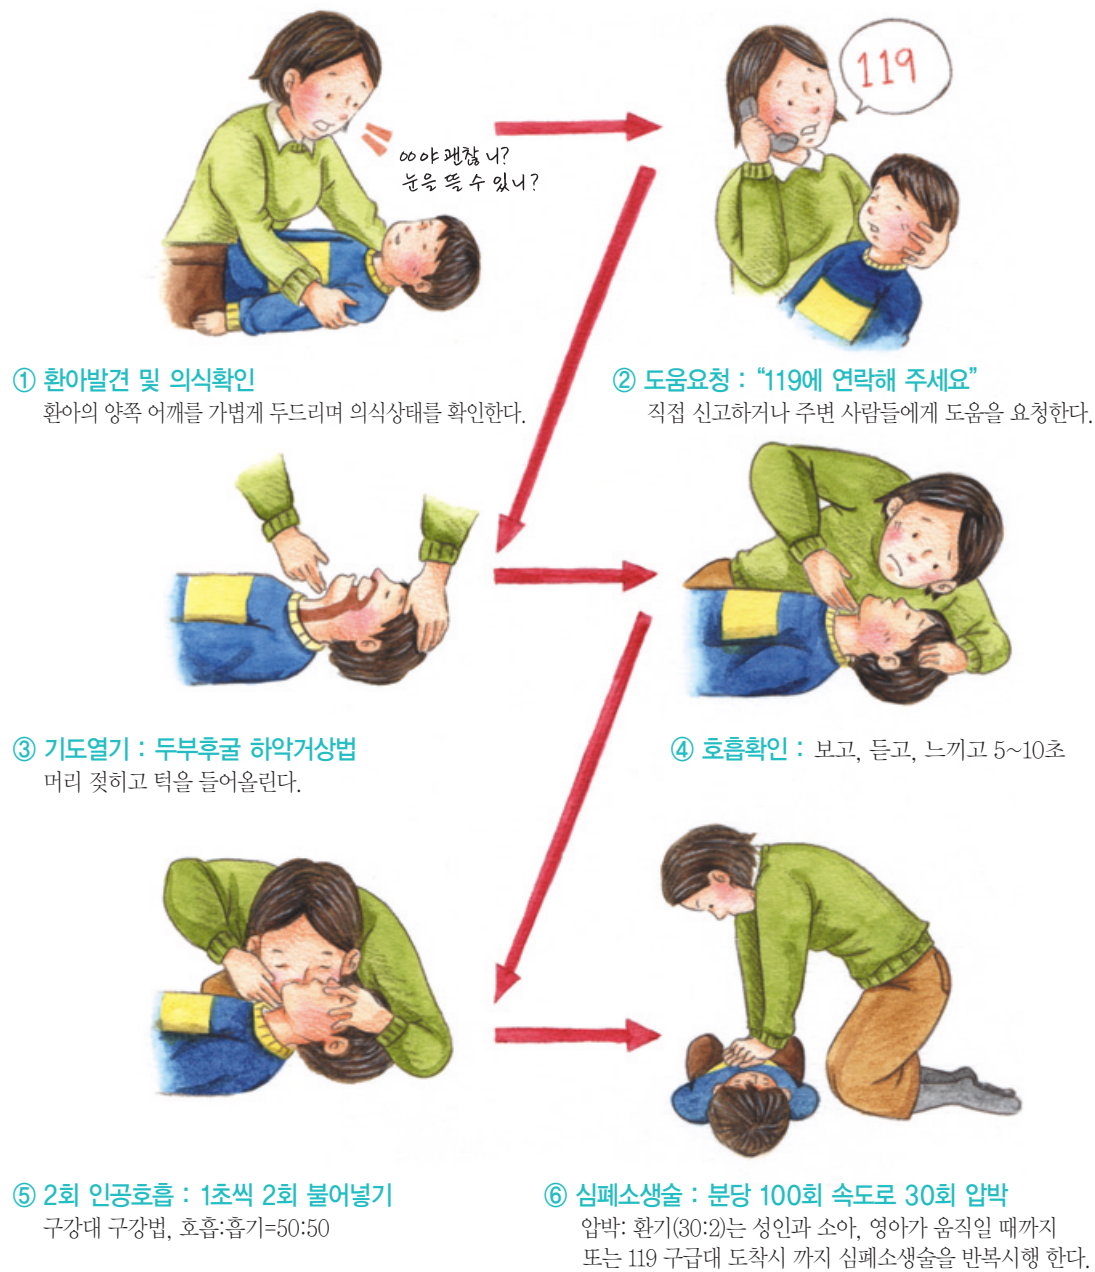 ○○야 괜찮니?
눈을 뜰 수 있니?
119
① 환아발견 및 의식확인
환아의 양쪽 어깨를 가볍게 두드리며 의식상태를 확인한다.
② 도움요청 : “119에 연락해 주세요”
직접 신고하거나 주변 사람들에게 도움을 요청한다.
③ 기도열기 : 두부후굴 하악거상법
머리 젖히고 턱을 들어올린다.
④ 호흡확인 : 보고, 듣고, 느끼고 5~10초
⑤ 2회 인공호흡 : 1초씩 2회 불어넣기
구강대 구강법, 호흡:흡기=50:50
⑥ 심폐소생술 : 분당 100회 속도로 30회 압박
압박: 환기(30:2)는 성인과 소아, 영아가 움직일 때까지
또는 119 구급대 도착시 까지 심폐소생술을 반복시행 한다.